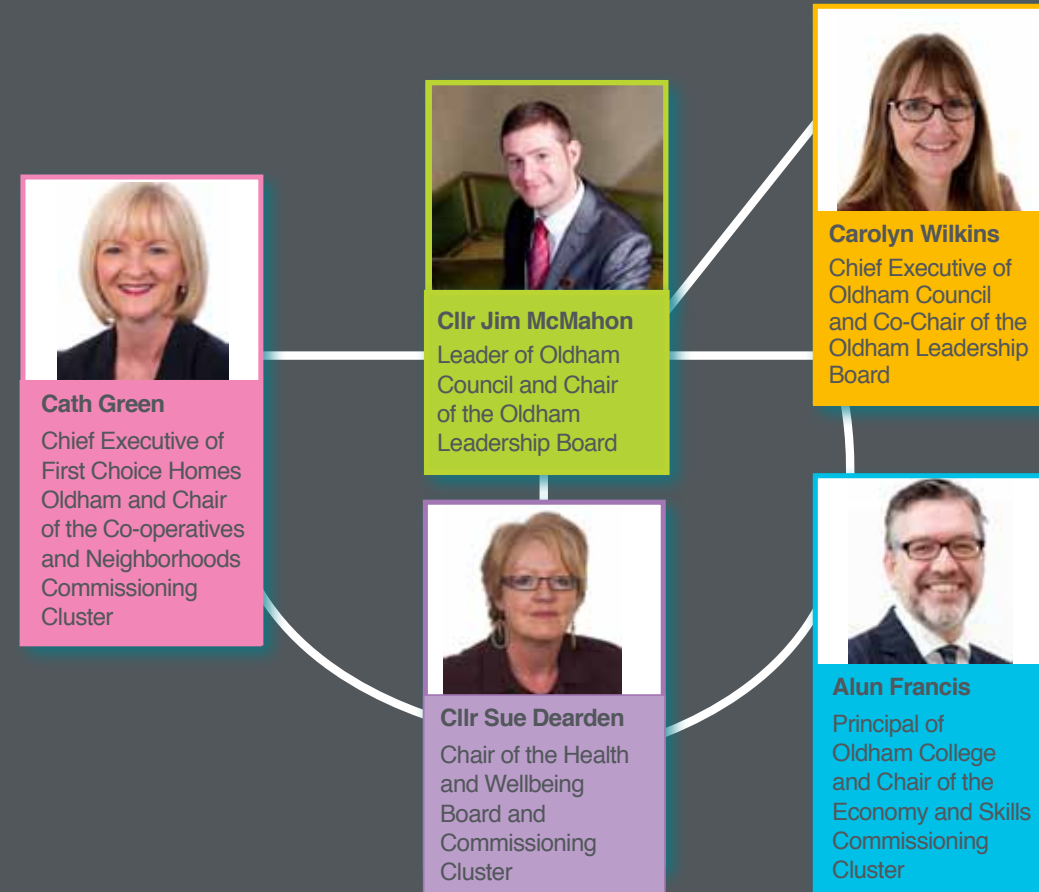 Cath Green
Chief Executive of
First Choice Homes
Oldham and Chair
of the Co-operatives
and Neighborhoods
Commissioning
Cluster
Cllr Jim McMahon
Leader of Oldham
Council and Chair
of the Oldham
Leadership Board
Cllr Sue Dearden
Chair of the Health
and Wellbeing
Board and
Commissioning
Cluster
Carolyn Wilkins
Chief Executive of
Oldham Council
and Co-Chair of the
Oldham Leadership
Board
Alun Francis
Principal of
Oldham College
and Chair of the
Economy and Skills
Commissioning
Cluster